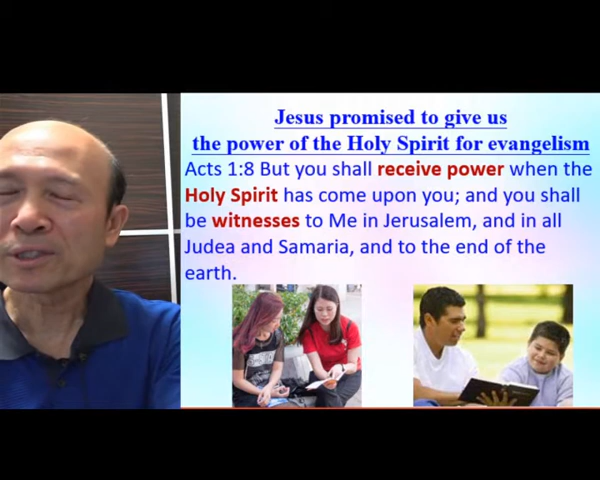 Jesus promised to give us
the power of the Holy Spirit for evangelism
Acts 1:8 But you shall receive power when the
Holy Spirit has come upon you; and you shall
be witnesses to Me in Jerusalem, and in all
Judea and Samaria, and to the end of the
earth.